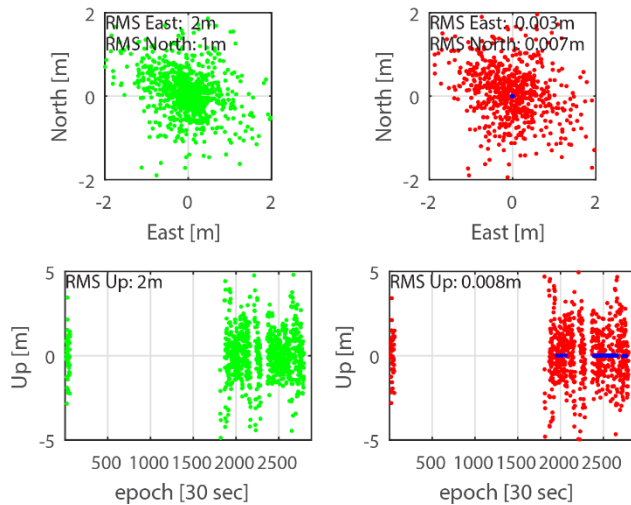 RMS East: 2m
RMS North: 1m
2
0
-2
North [m]
-2
0
2
East [m]
RMS East: 0.003m
RMS North: 0.007m
2
0
-2
North [m]
-2
0
2
East [m]
RMS Up: 2m
5
0
-5
Up [m]
500 1000 1500 2000 2500
epoch [30 sec]
RMS Up: 0.008m
5
0
-5
Up [m]
500 1000 1500 2000 2500
epoch [30 sec]